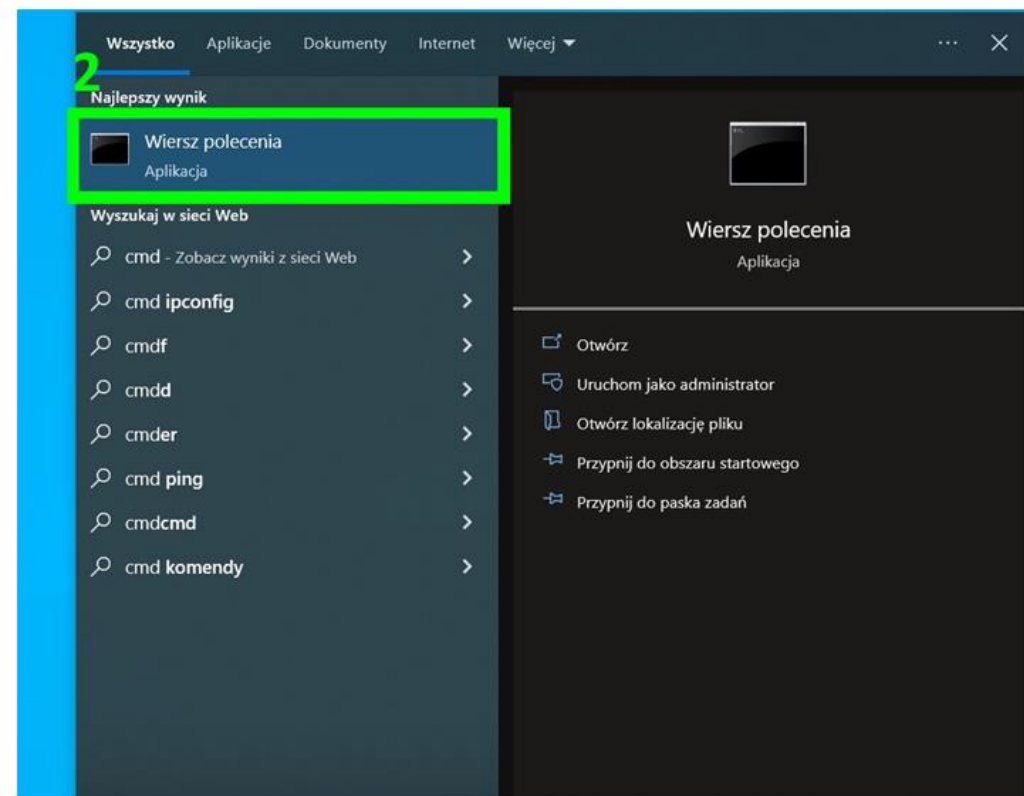 Wszystko Aplikacje Dokumenty Internet Więcej
2
Najlepszy wynik
Wiersz polecenia
Aplikacja
Wyszukaj w sieci Web
cmd - Zobacz wyniki z sieci Web
cmd ipconfig
cmdf
cmdd
cmder
cmd ping
cmdcmd
cmd komendy
Wiersz polecenia
Aplikacja
Otwórz
Uruchom jako administrator
Otwórz lokalizację pliku
Przypnij do obszaru startowego
Przypnij do paska zadań